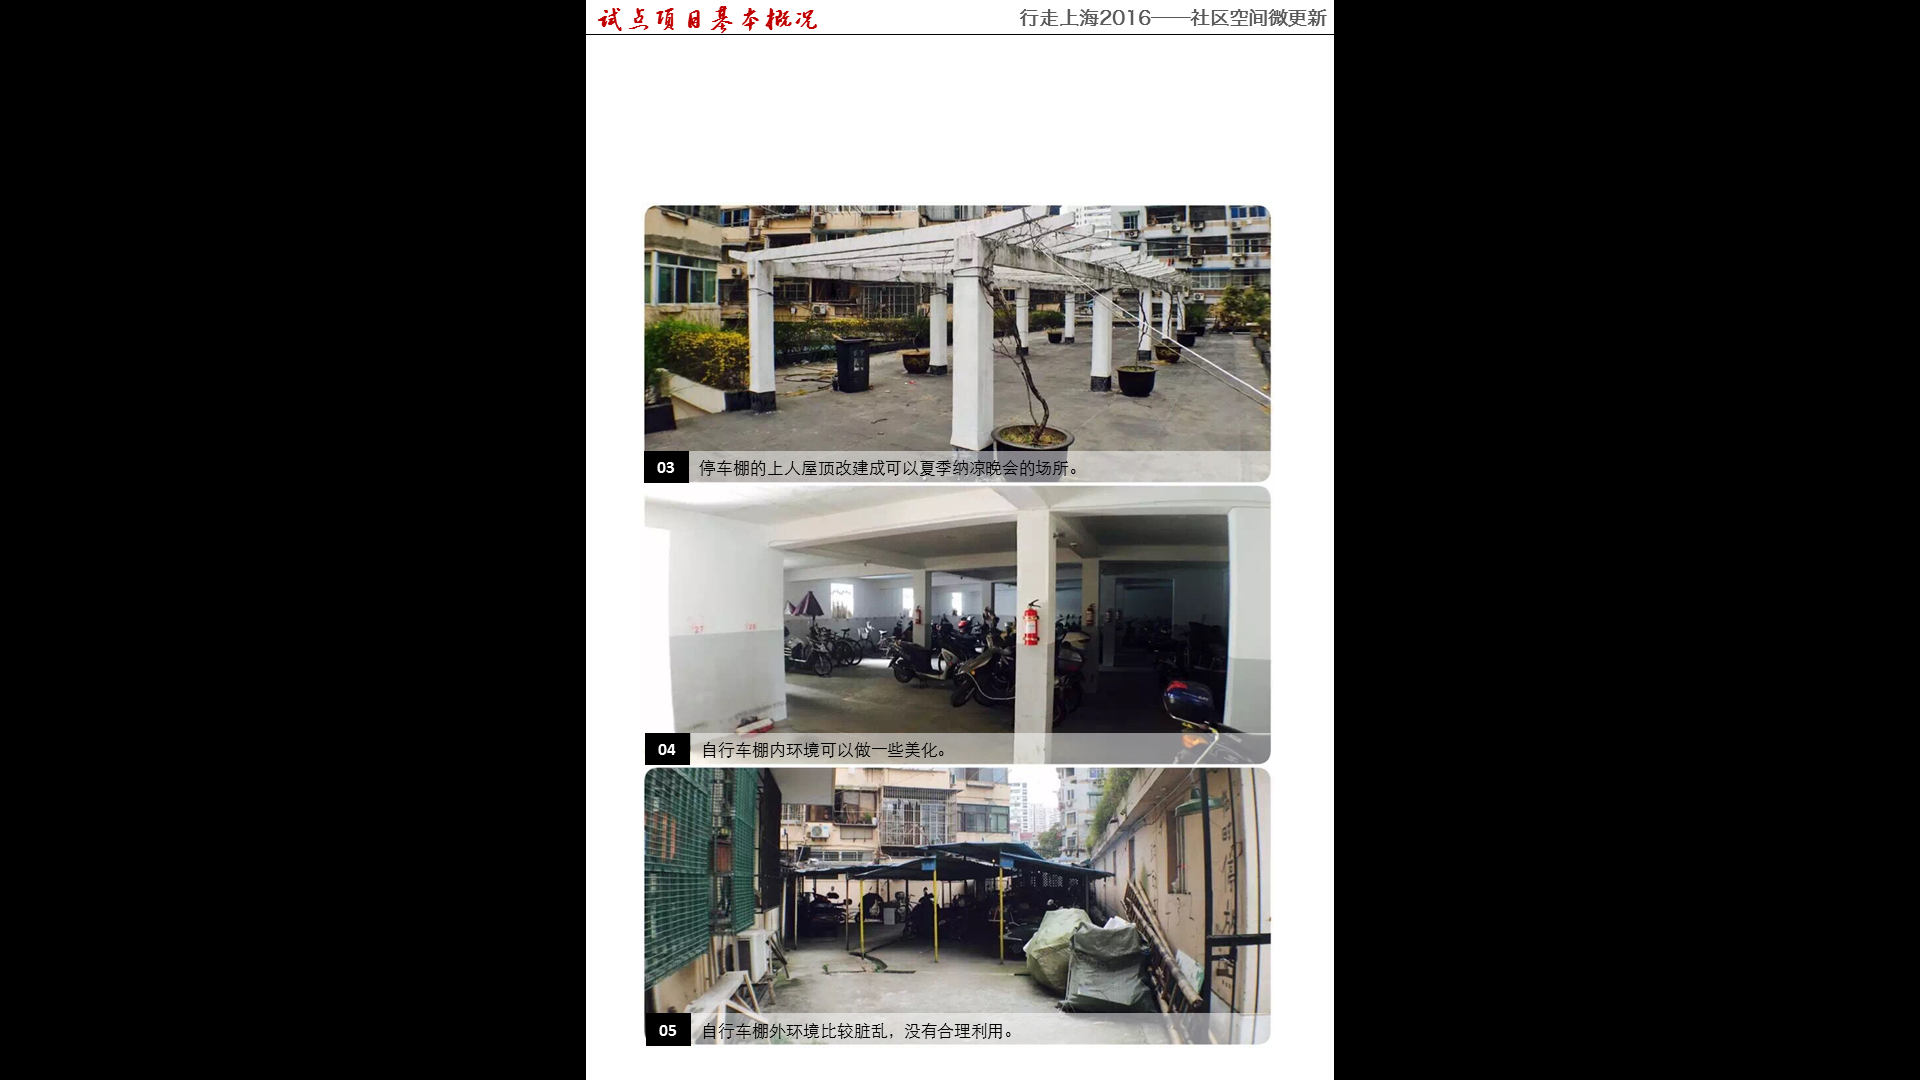 试点项目基本概况
行走上海2016——社区空间微更新
03 停车棚的上人屋顶改建成可以夏季纳凉晚会的场所。
27 28
04 自行车棚内环境可以做一些美化。
05 自行车棚外环境比较脏乱，没有合理利用。